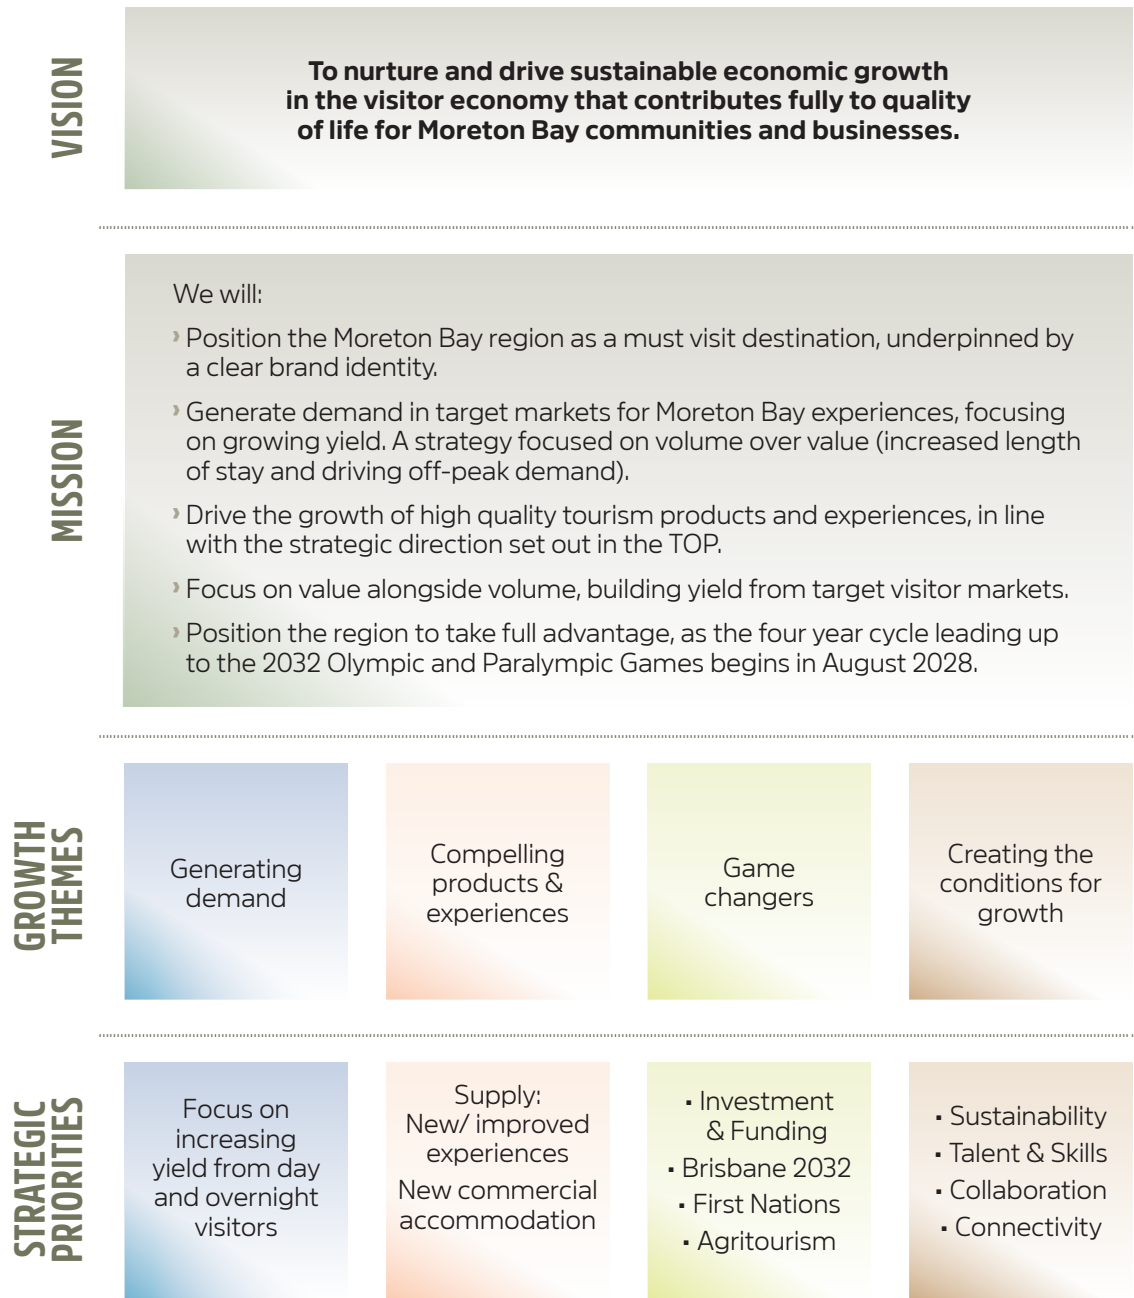 VISION
To nurture and drive sustainable economic growth
in the visitor economy that contributes fully to quality
of life for Moreton Bay communities and businesses.
MISSION
We will:
› Position the Moreton Bay region as a must visit destination, underpinned by
a clear brand identity.
› Generate demand in target markets for Moreton Bay experiences, focusing
on growing yield. A strategy focused on volume over value (increased length
of stay and driving off-peak demand).
› Drive the growth of high quality tourism products and experiences, in line
with the strategic direction set out in the TOP.
› Focus on value alongside volume, building yield from target visitor markets.
› Position the region to take full advantage, as the four year cycle leading up
to the 2032 Olympic and Paralympic Games begins in August 2028.
GROWTH
THEMES
Generating
demand
Compelling
products &
experiences
Game
changers
Creating the
conditions for
growth
STRATEGIC
PRIORITIES
Focus on
increasing
yield from day
and overnight
visitors
Supply:
New/ improved
experiences
New commercial
accommodation
• Investment
& Funding
• Brisbane 2032
• First Nations
• Agritourism
• Sustainability
• Talent & Skills
• Collaboration
• Connectivity